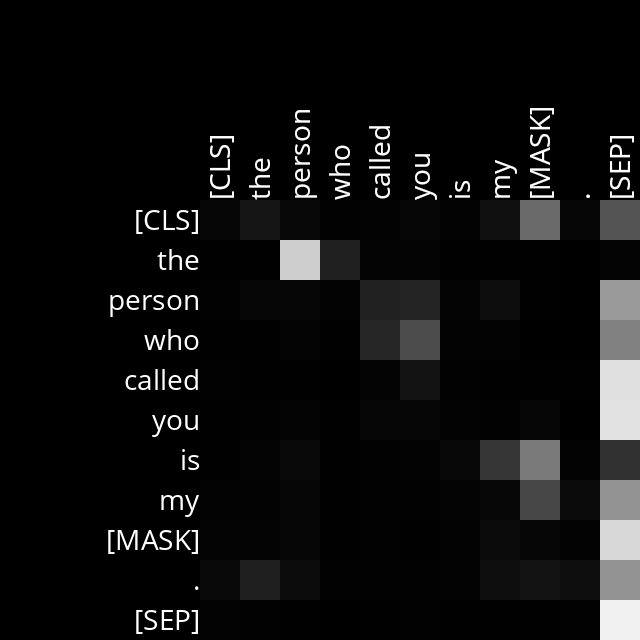 [CLS] the person who called you is my [MASK] . [SEP]
[CLS]
the
person
who
called
you
is
my
[MASK]
.
[SEP]